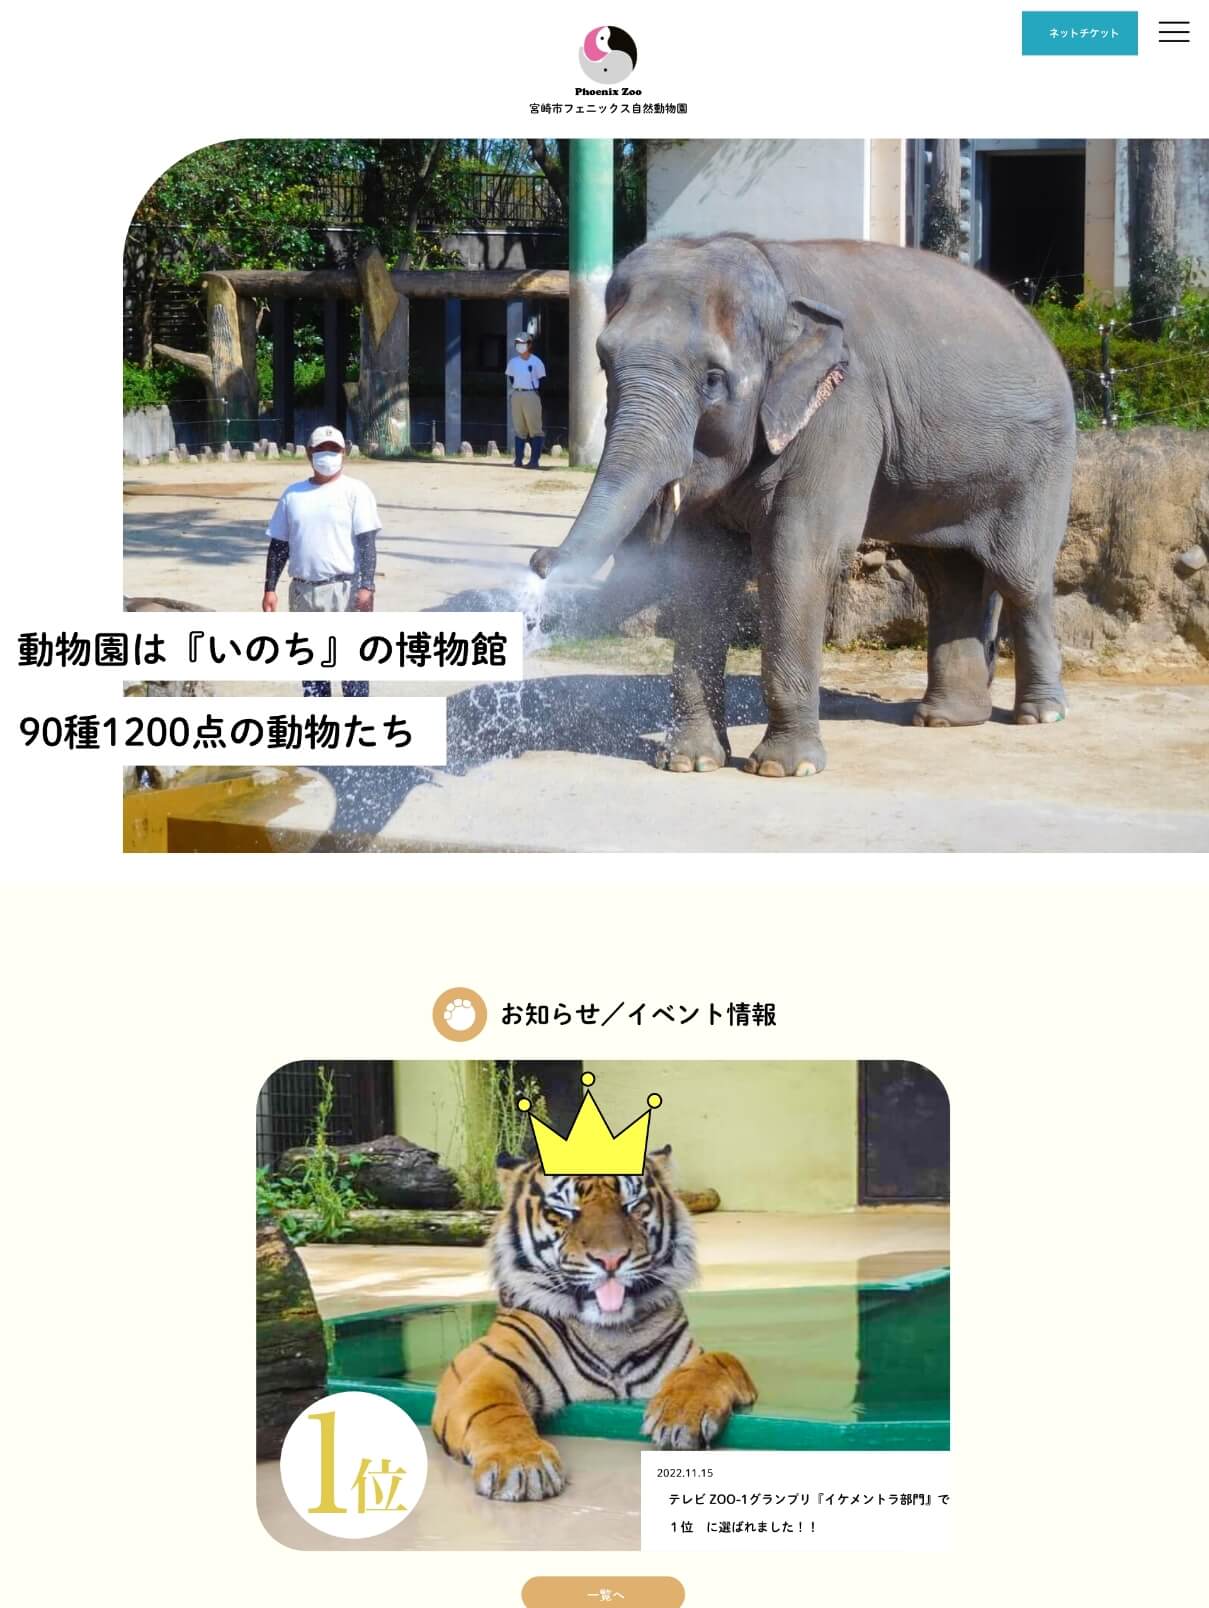 ネットチケット
Phoenix Zoo
宮崎市フェニックス自然動物園
動物園は『いのち』の博物館
90種1200点の動物たち
お知らせ／イベント情報
1位
2022.11.15
テレビ ZOO-1グランプリ『イケメントラ部門』で
１位　に選ばれました！！
一覧へ